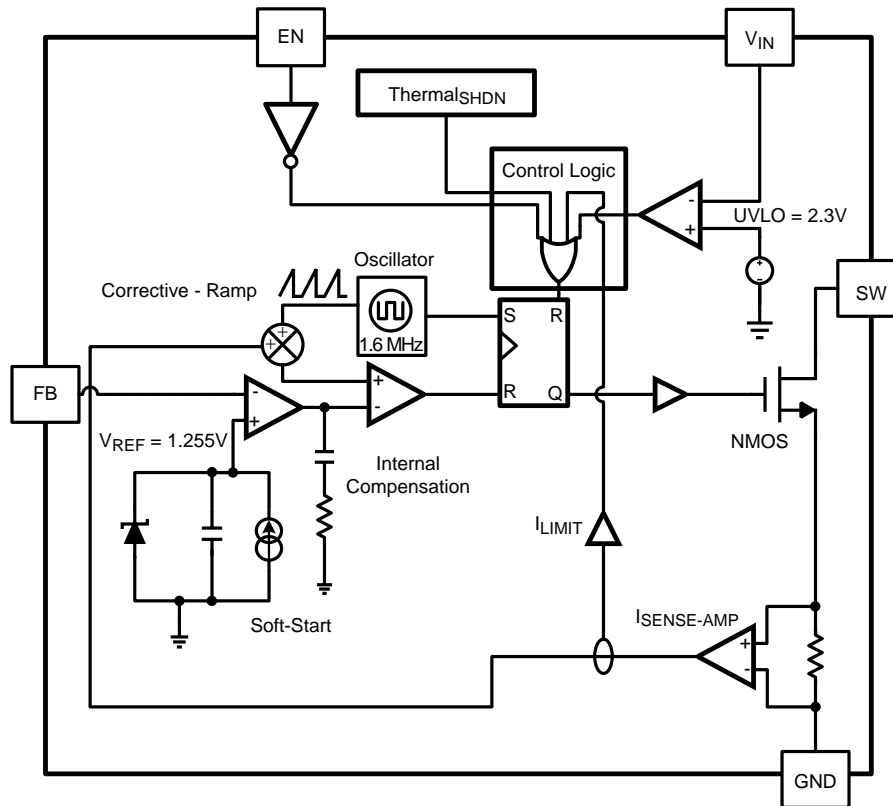 EN
VIN
ThermalSHDN
Control Logic
-
UVLO = 2.3V
+
+
-
Oscillator
Corrective - Ramp
SW
S
R
+
+
1.6 MHz
FB
-
+
+
-
R
Q
VREF = 1.255V
NMOS
Internal
Compensation
ILIMIT
Soft-Start
ISENSE-AMP
+
-
GND